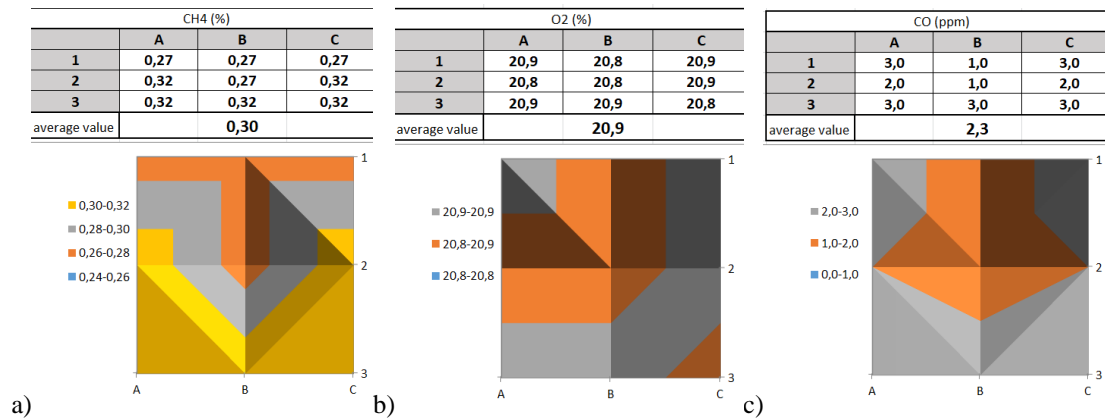 CH4 (%)
A B C
1 0,27 0,27 0,27
2 0,32 0,27 0,32
3 0,32 0,32 0,32
average value 0,30
0,30-0,32
0,28-0,30
0,26-0,28
0,24-0,26
1
2
3
A B C
a)
O2 (%)
A B C
1 20,9 20,8 20,9
2 20,8 20,8 20,9
3 20,9 20,9 20,8
average value 20,9
20,9-20,9
20,8-20,9
20,8-20,8
1
2
3
A B C
b)
CO (ppm)
A B C
1 3,0 1,0 3,0
2 2,0 1,0 2,0
3 3,0 3,0 3,0
average value 2,3
2,0-3,0
1,0-2,0
0,0-1,0
1
2
3
A B C
c)